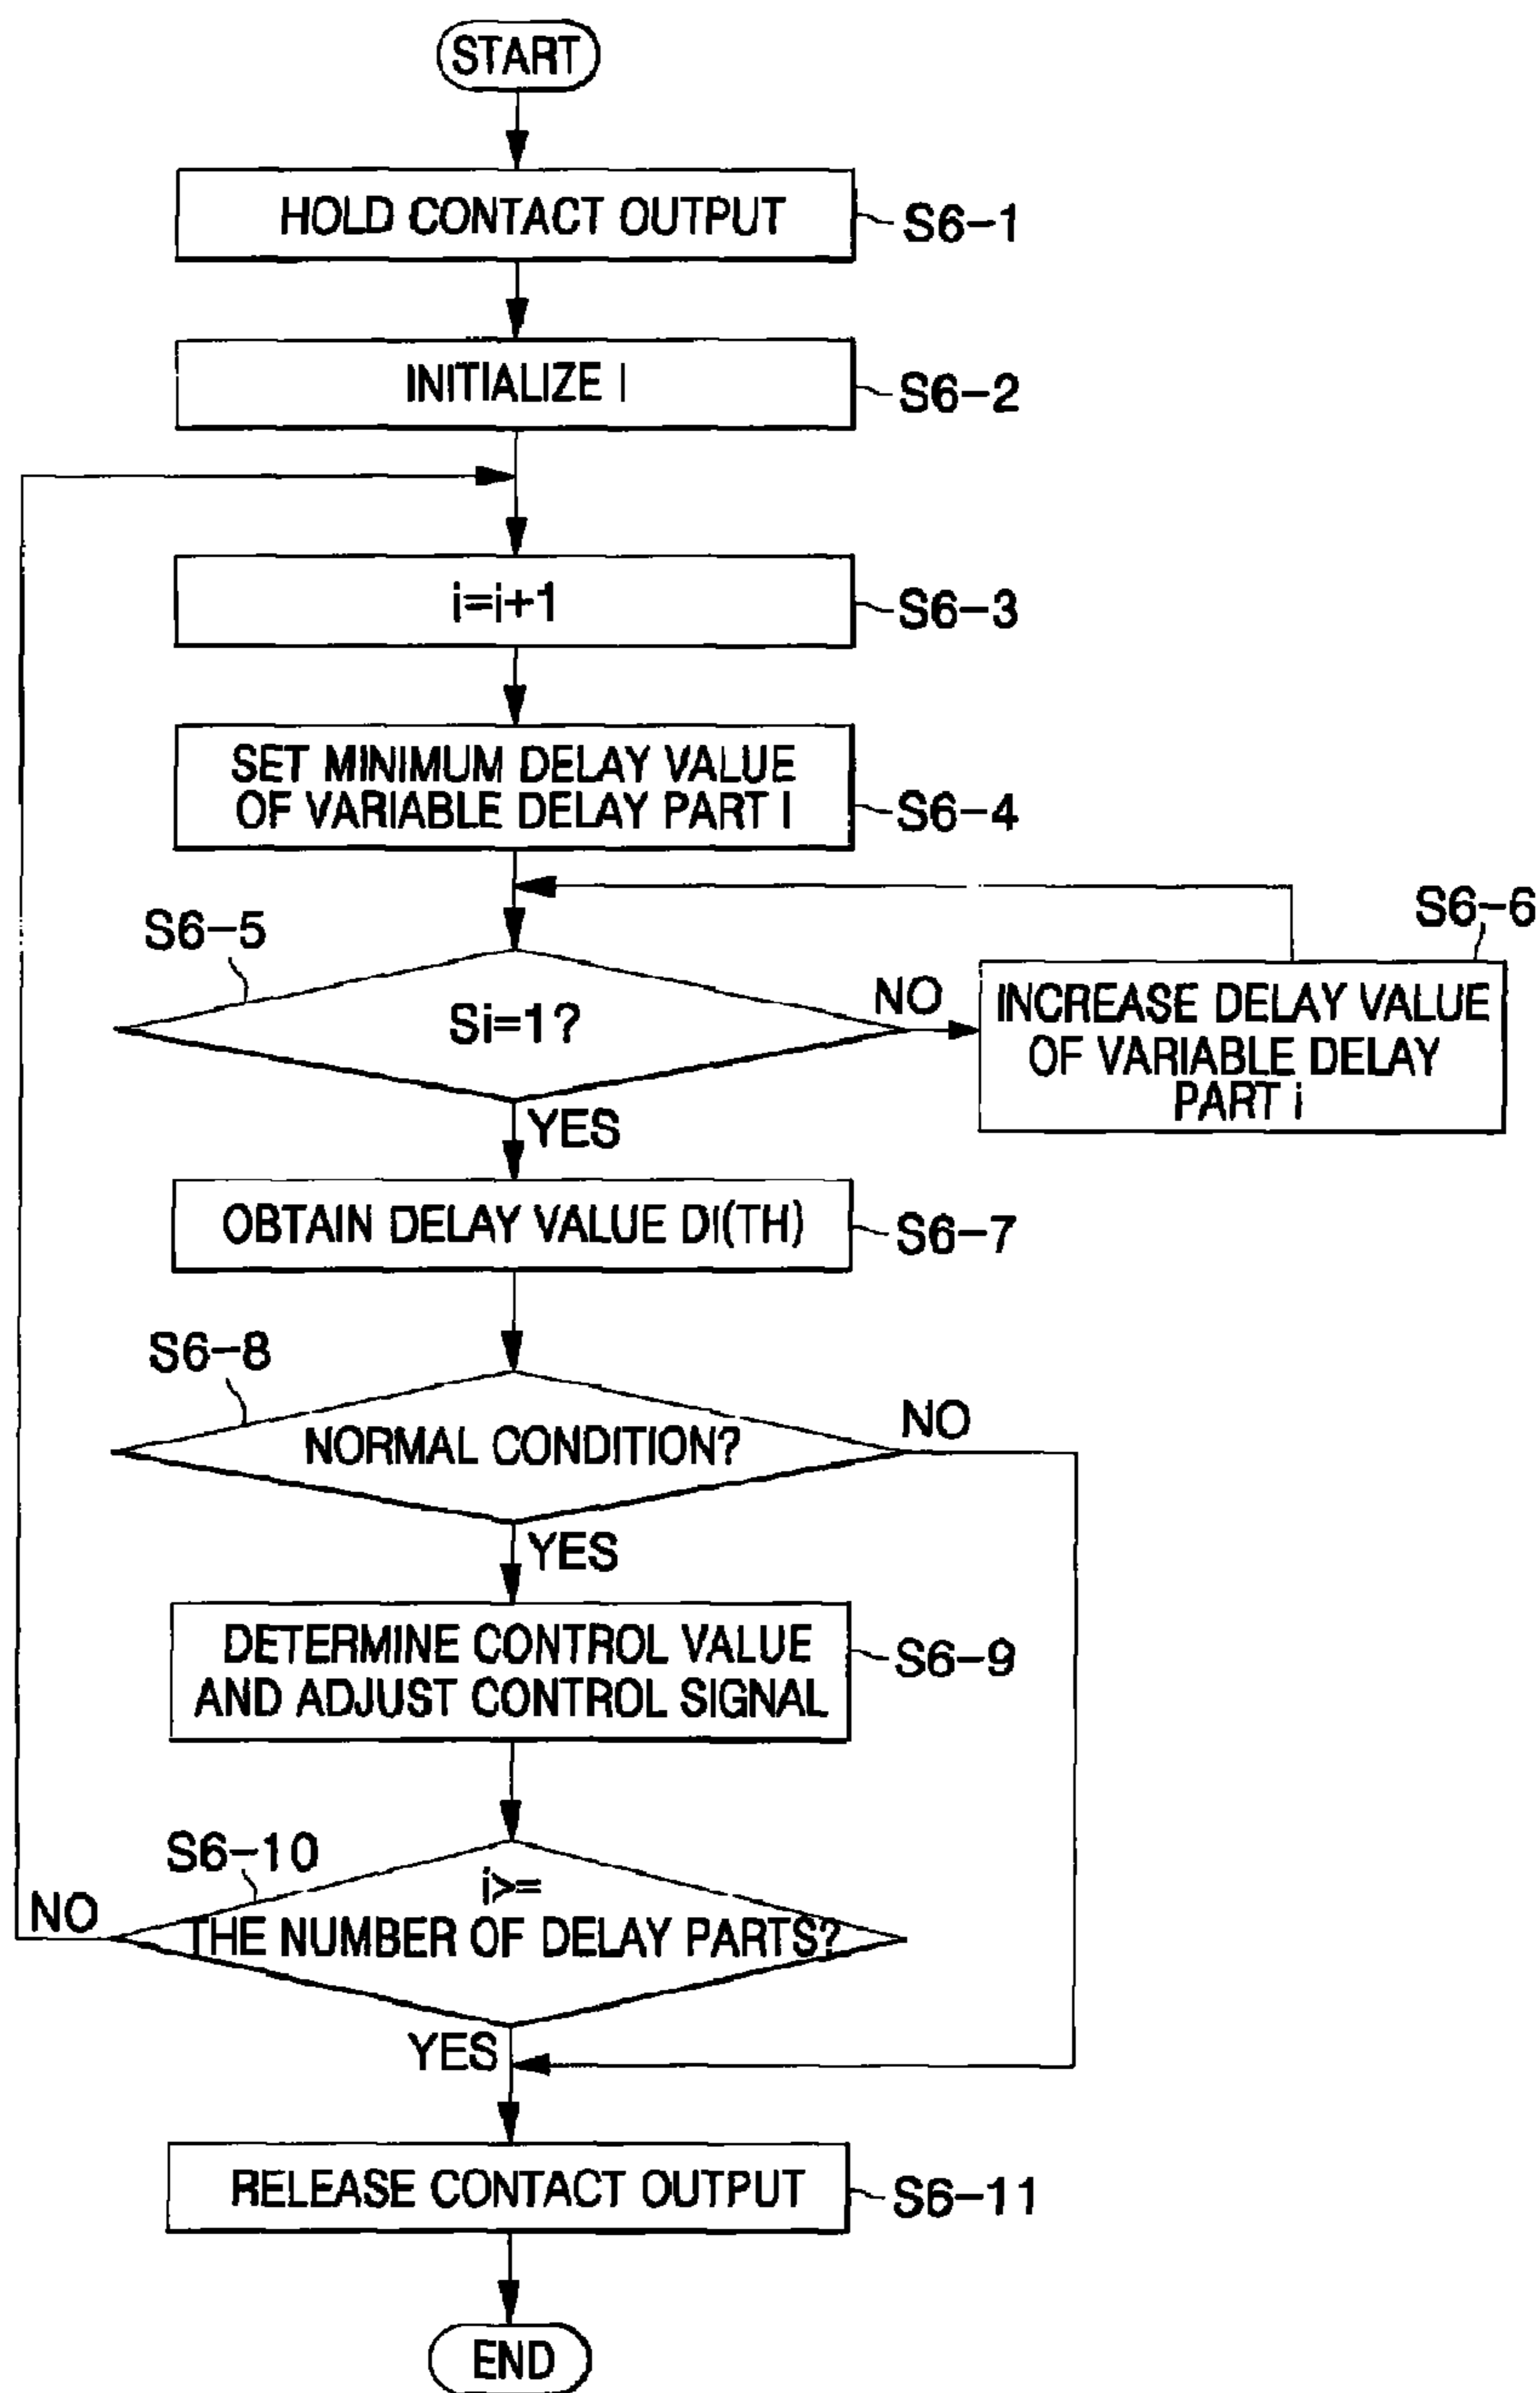 START
HOLD CONTACT OUTPUT
S6-1
INITIALIZE I
S6-2
i=i+1
S6-3
SET MINIMUM DELAY VALUE
OF VARIABLE DELAY PART I
S6-4
S6-5
Si=1?
NO
YES
S6-6
INCREASE DELAY VALUE
OF VARIABLE DELAY
PART i
OBTAIN DELAY VALUE DI(TH)
S6-7
S6-8
NORMAL CONDITION?
NO
YES
DETERMINE CONTROL VALUE
AND ADJUST CONTROL SIGNAL
S6-9
S6-10
i>=
THE NUMBER OF DELAY PARTS?
NO
YES
RELEASE CONTACT OUTPUT
S6-11
END